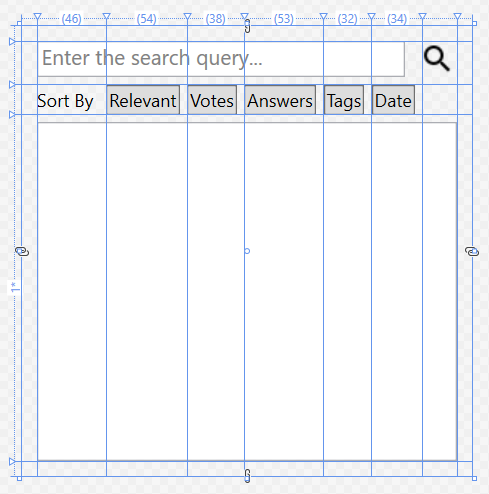 (46) (54) (38) (53) (32) (34)
Enter the search query...
Sort By Relevant Votes Answers Tags Date
1*